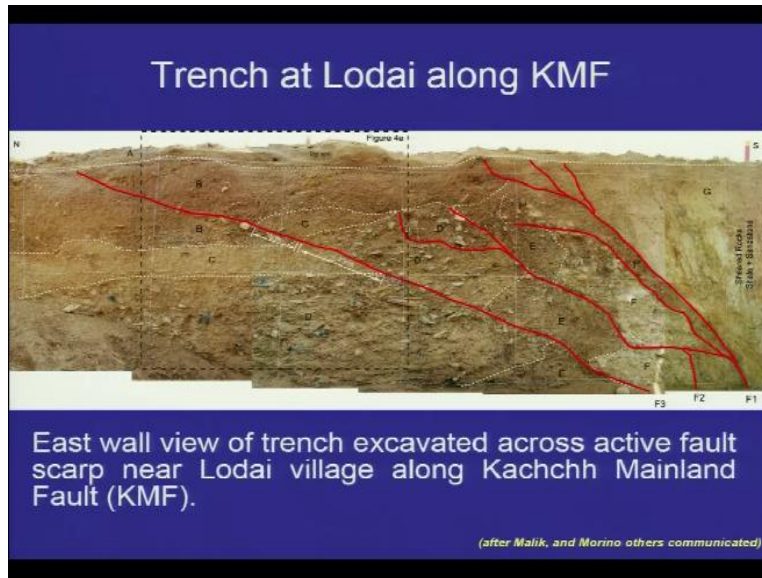 Trench at Lodai along KMF
Figure 4a
N
A
S
B
G
B
C
D
E
C
D
F
Sheared Rocks
Shale + Sandstone
F
D
E
F
E
F3
F2
F1
East wall view of trench excavated across active fault
scarp near Lodai village along Kachchh Mainland
Fault (KMF).
(after Malik, and Morino others communicated)